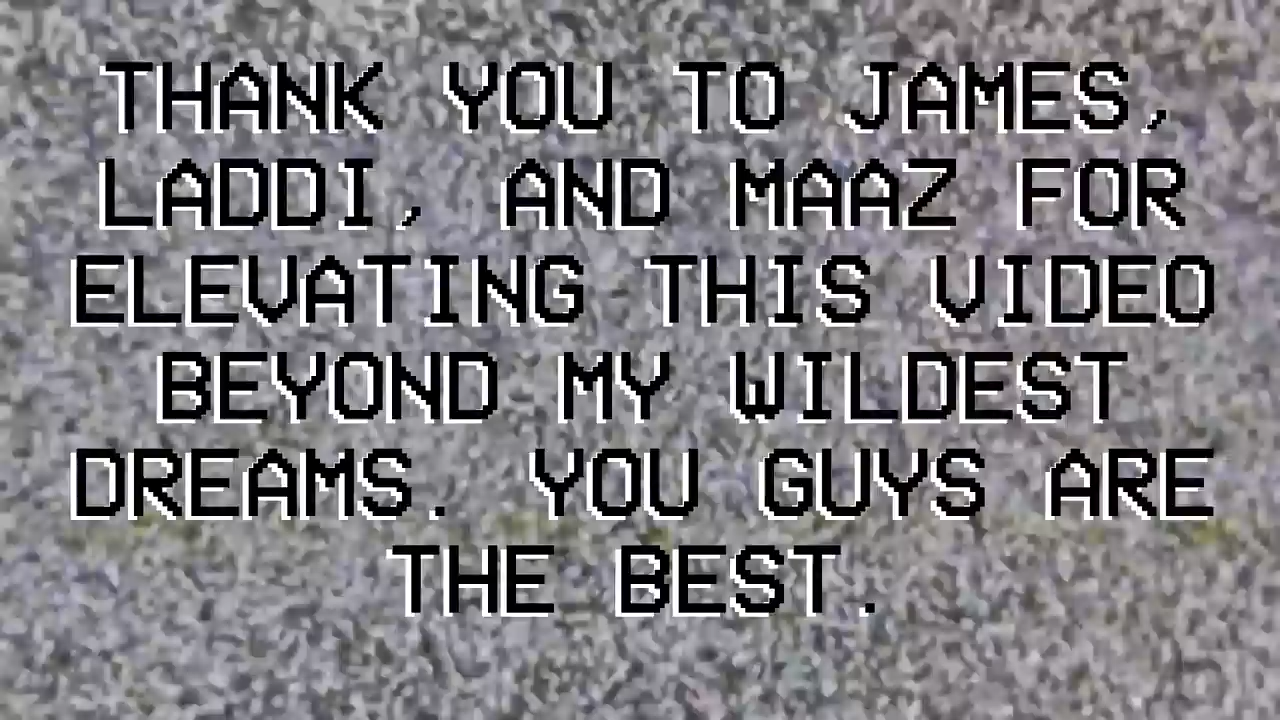 THANK YOU TO JAMES,
LADDI, AND MAAZ FOR
ELEVATING THIS VIDEO
BEYOND MY WILDEST
DREAMS. YOU GUYS ARE
THE BEST.